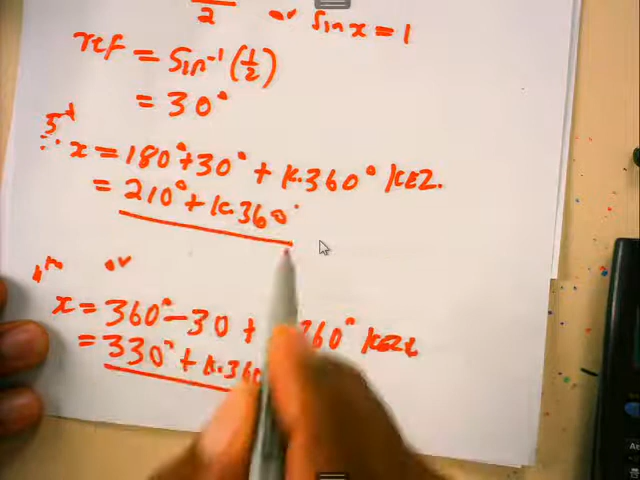 2 or Sin x = 1
ref = Sin⁻¹(1/2)
= 30°
3rd
∴ x = 180° + 30° + k.360° k∈Z.
= 210° + k.360°
4th or
x = 360° - 30 + 360° k∈Z
= 330° + k.360